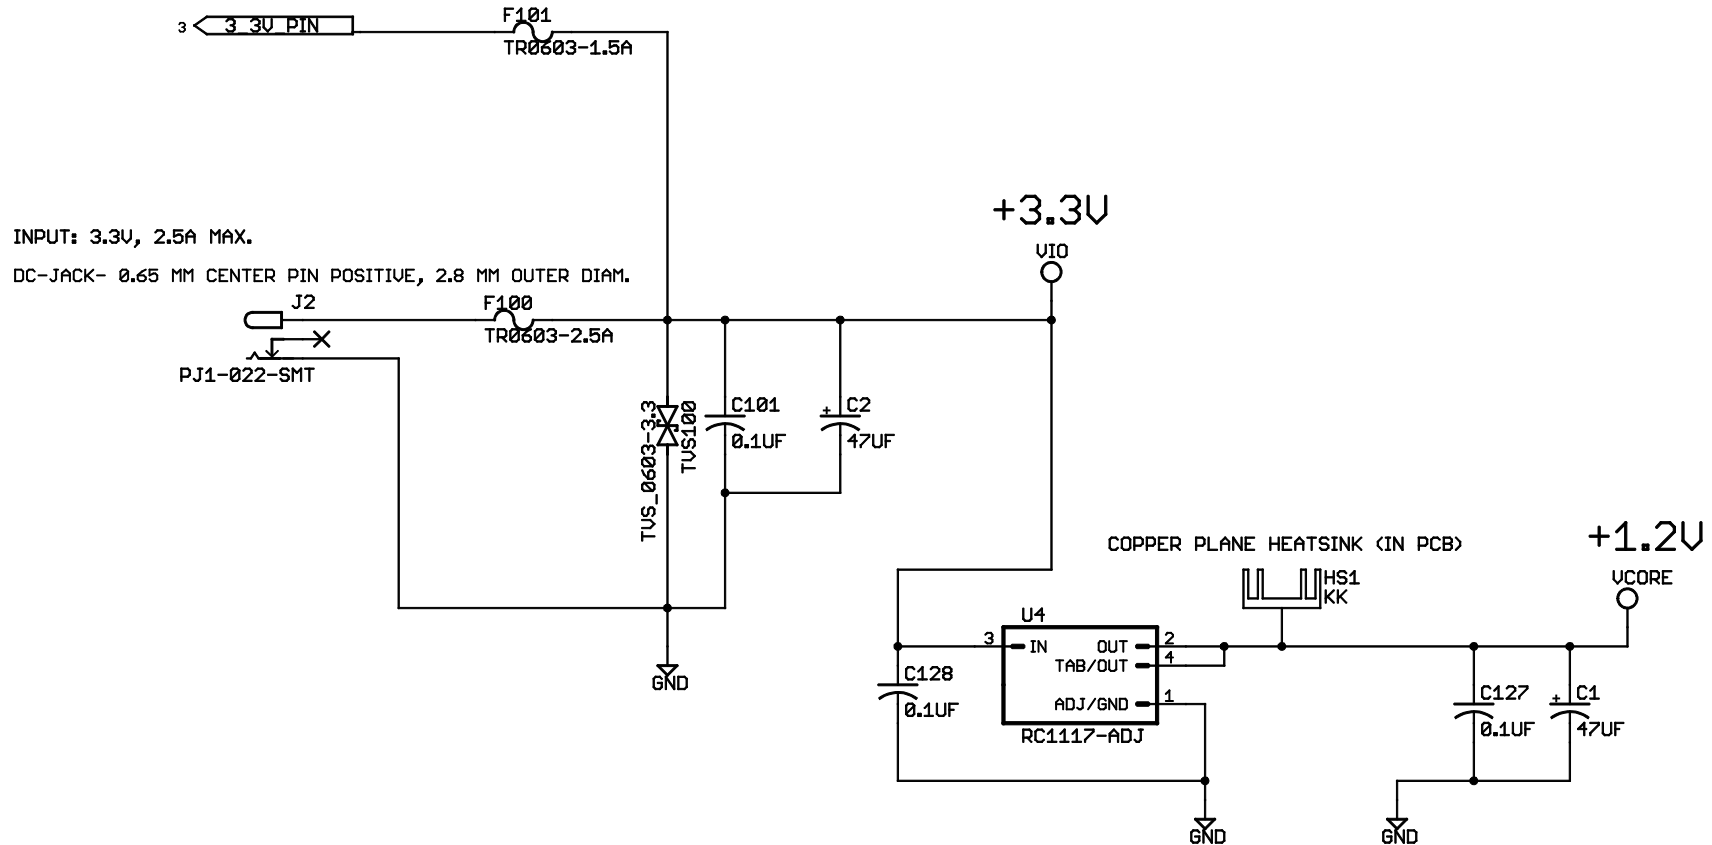 F101
3 3_3V_PIN
TR0603-1.5A
+3.3V
INPUT: 3.3V, 2.5A MAX.
VIO
DC-JACK- 0.65 MM CENTER PIN POSITIVE, 2.8 MM OUTER DIAM.
J2
F100
TR0603-2.5A
PJ1-022-SMT
TVS_0603-3.3
TVS100
C101
0.1UF
+ C2
47UF
GND
+1.2V
COPPER PLANE HEATSINK (IN PCB)
VCORE
HS1
KK
U4
3 IN
OUT 2
TAB/OUT 4
ADJ/GND 1
RC1117-ADJ
C128
0.1UF
C127
0.1UF
+ C1
47UF
GND
GND